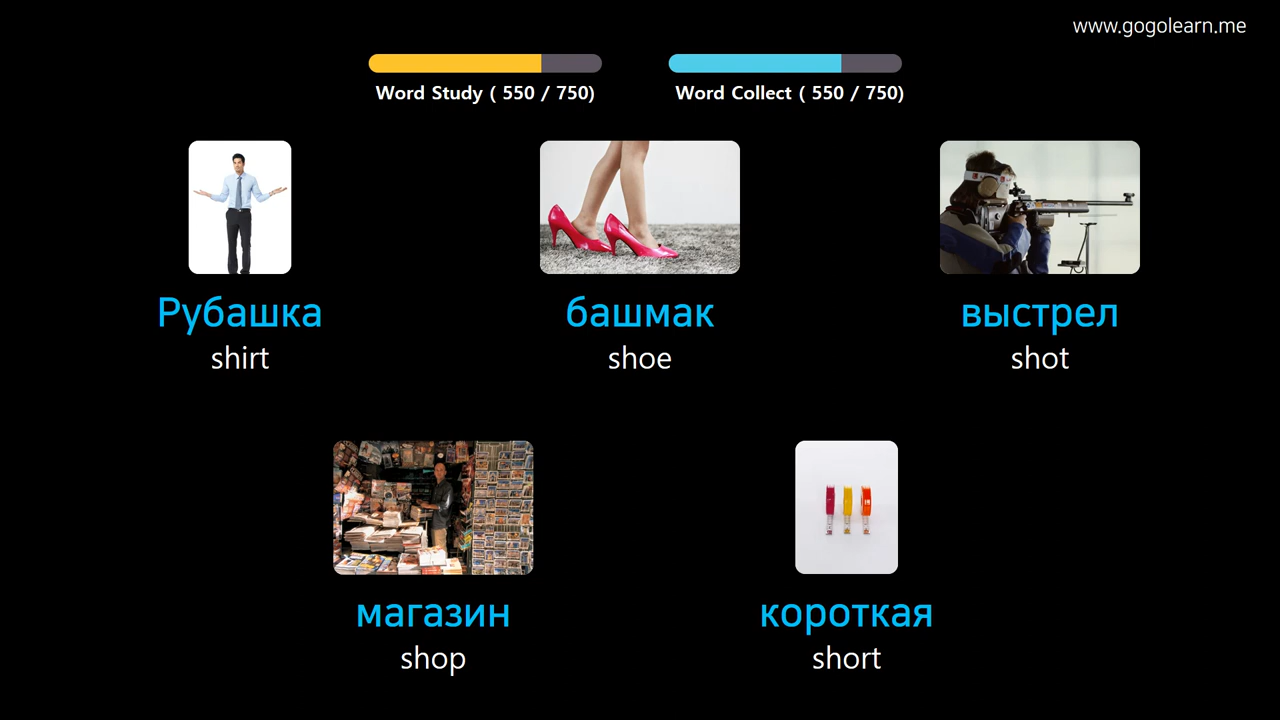 www.gogolearn.me
Word Study ( 550 / 750)
Word Collect ( 550 / 750)
Рубашка
shirt
башмак
shoe
выстрел
shot
магазин
shop
короткая
short